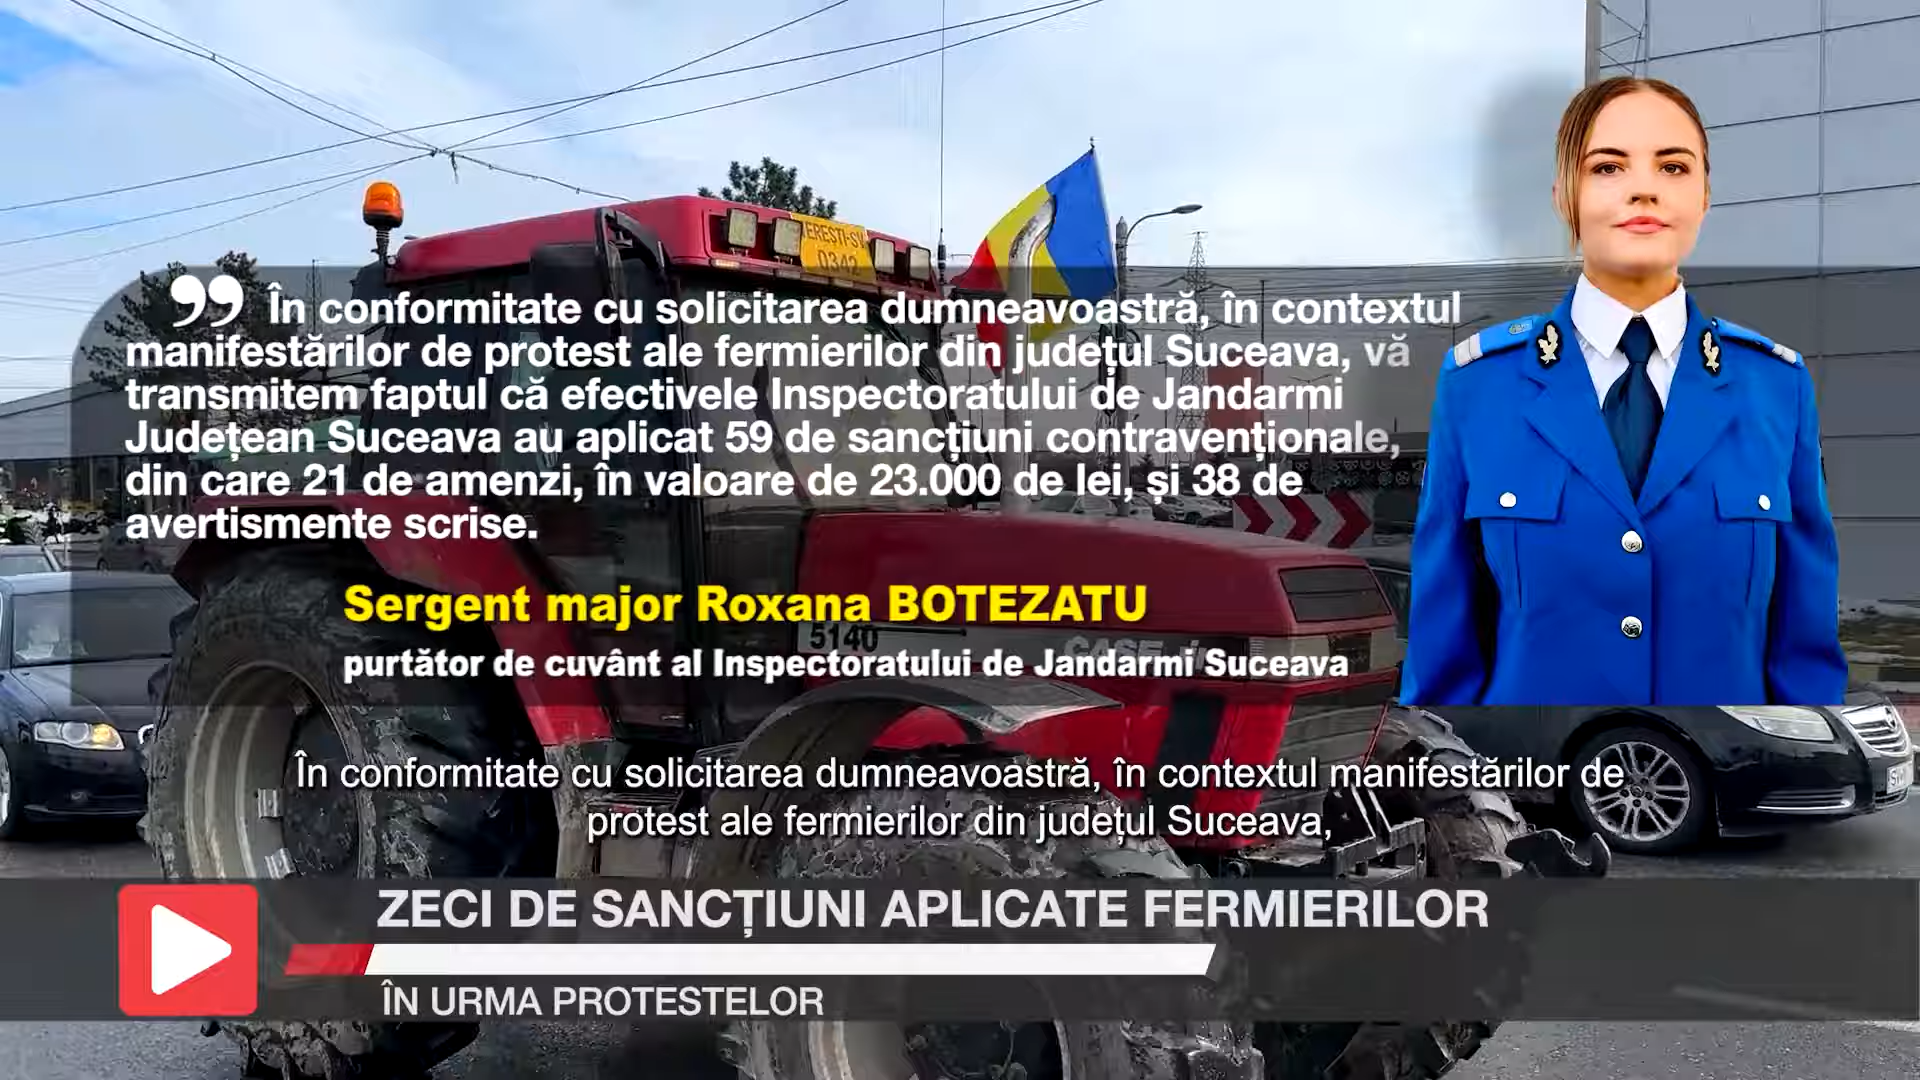 ERESTI-SV
0342
În conformitate cu solicitarea dumneavoastră, în contextul
manifestărilor de protest ale fermierilor din județul Suceava, vă
transmitem faptul că efectivele Inspectoratului de Jandarmi
Județean Suceava au aplicat 59 de sancțiuni contravenționale,
din care 21 de amenzi, în valoare de 23.000 de lei, și 38 de
avertismente scrise.
Sergent major Roxana BOTEZATU
5140
CASE
purtător de cuvânt al Inspectoratului de Jandarmi Suceava
În conformitate cu solicitarea dumneavoastră, în contextul manifestărilor de
protest ale fermierilor din județul Suceava,
ZECI DE SANCȚIUNI APLICATE FERMIERILOR
ÎN URMA PROTESTELOR